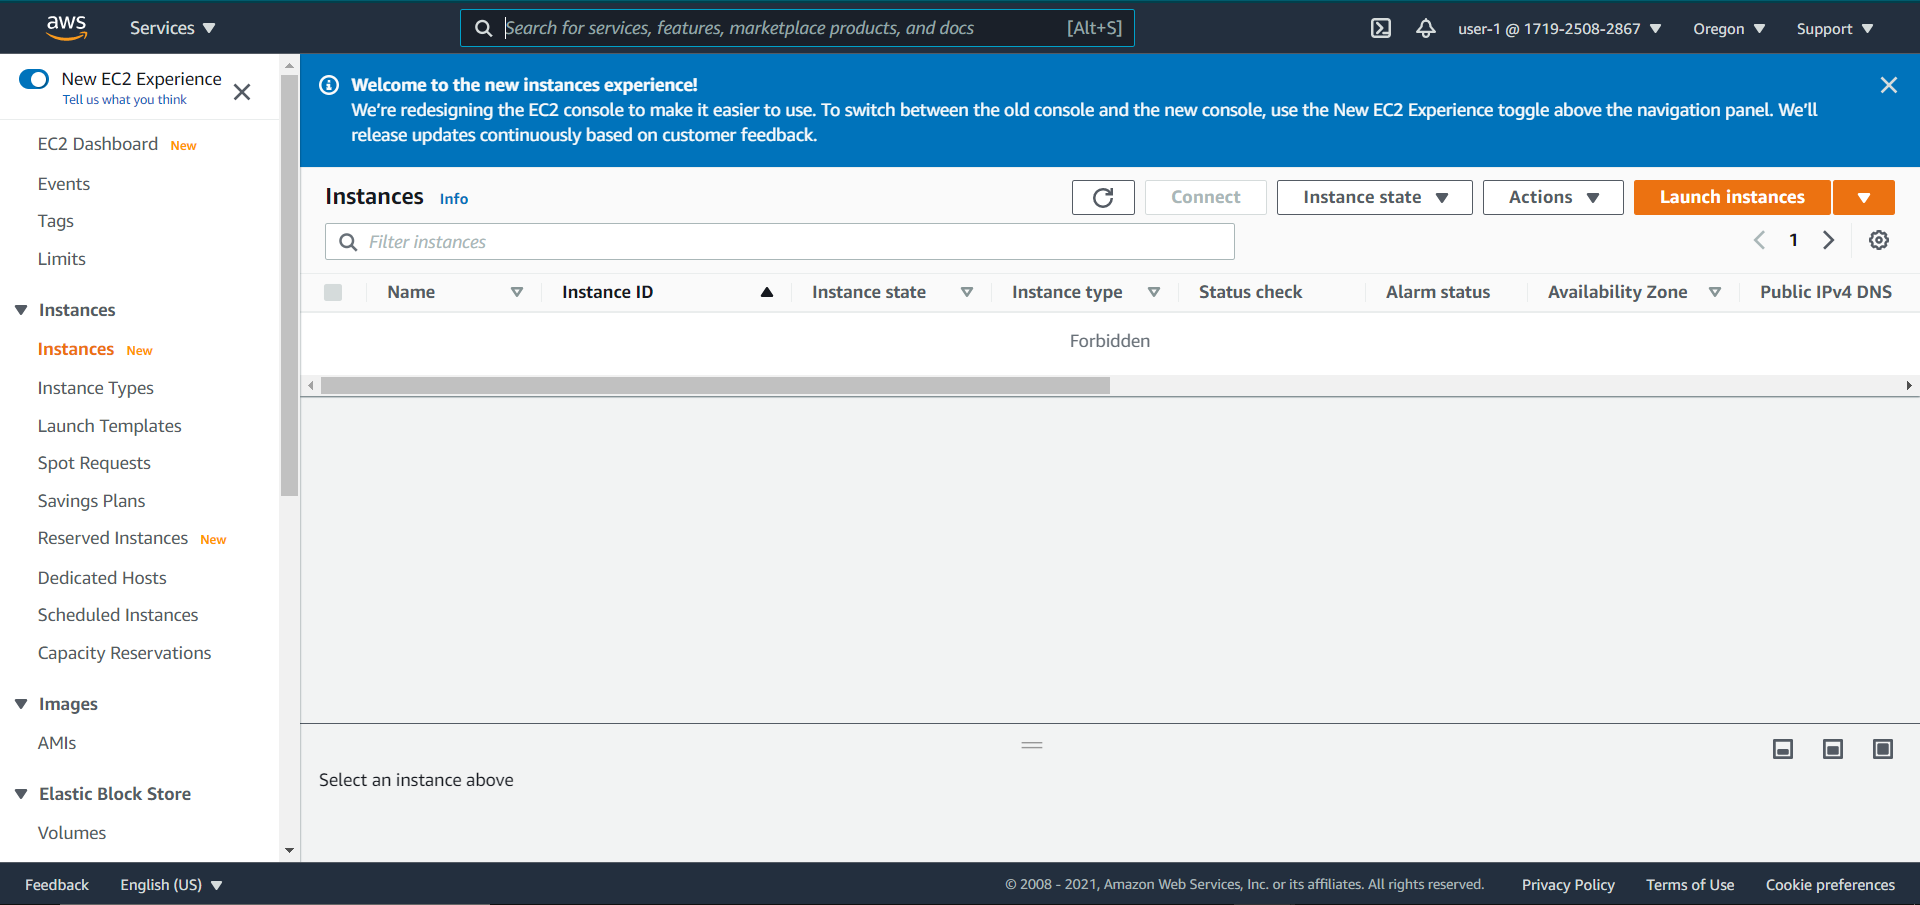 aws
Services
Search for services, features, marketplace products, and docs [Alt+S]
user-1 @ 1719-2508-2867
Oregon
Support
New EC2 Experience
Tell us what you think
EC2 Dashboard New
Events
Tags
Limits
Instances
Instances New
Instance Types
Launch Templates
Spot Requests
Savings Plans
Reserved Instances New
Dedicated Hosts
Scheduled Instances
Capacity Reservations
Images
AMIs
Elastic Block Store
Volumes
Welcome to the new instances experience!
We're redesigning the EC2 console to make it easier to use. To switch between the old console and the new console, use the New EC2 Experience toggle above the navigation panel. We'll
release updates continuously based on customer feedback.
Instances Info
Connect
Instance state
Actions
Launch instances
Filter instances
1
Name Instance ID Instance state Instance type Status check Alarm status Availability Zone Public IPv4 DNS
Forbidden
Select an instance above
Feedback English (US) © 2008 - 2021, Amazon Web Services, Inc. or its affiliates. All rights reserved. Privacy Policy Terms of Use Cookie preferences